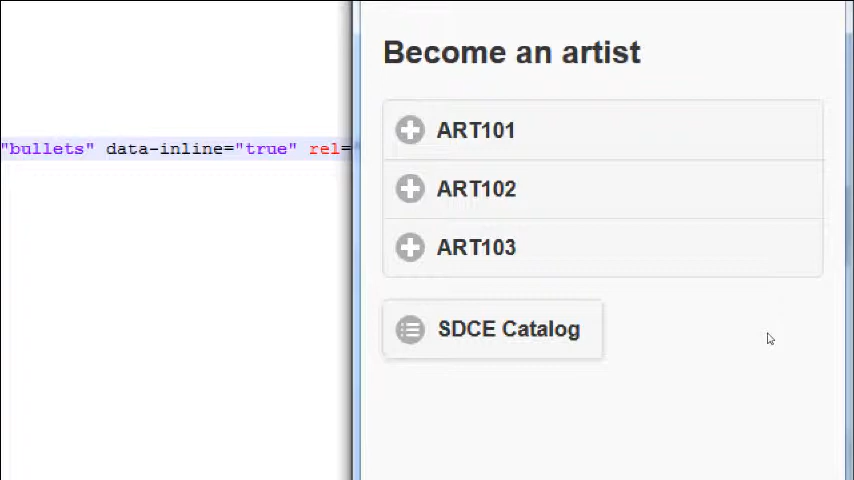 Become an artist
ART101
"bullets" data-inline="true" rel=
ART102
ART103
SDCE Catalog